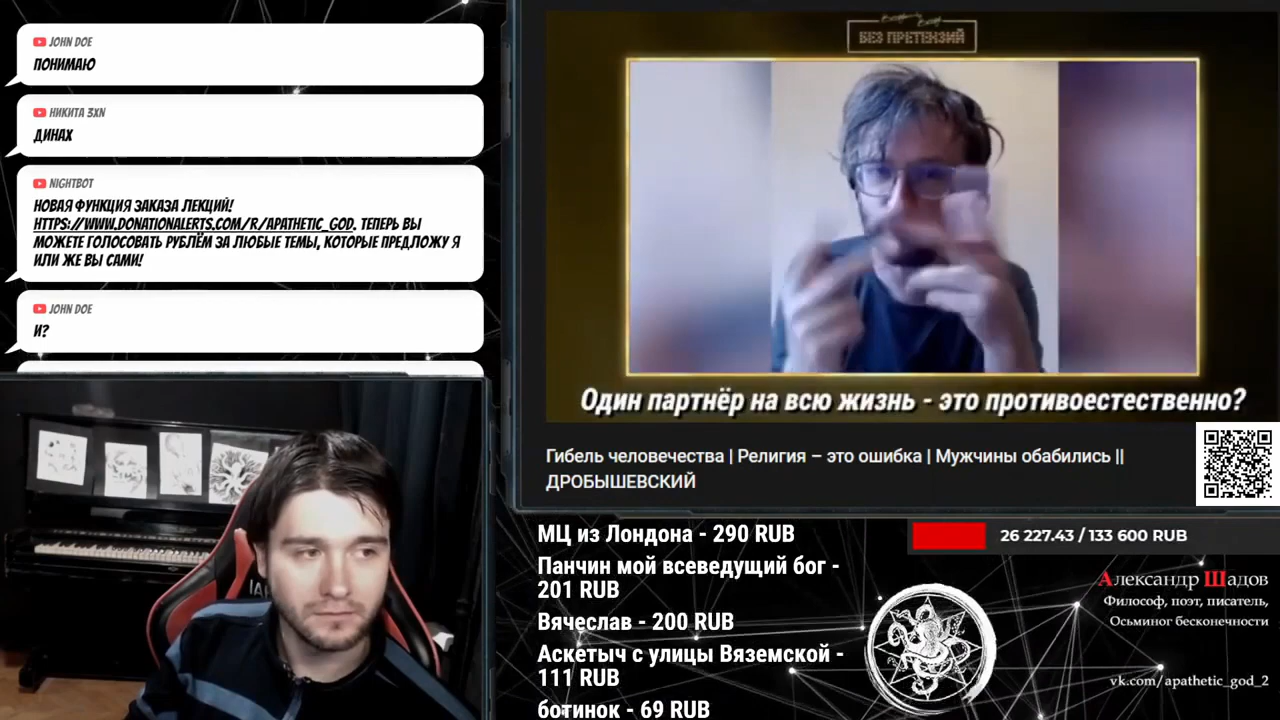 JOHN DOE
ПОНИМАЮ
НИКИТА 3XN
ДИНАХ
NIGHTBOT
НОВАЯ ФУНКЦИЯ ЗАКАЗА ЛЕКЦИЙ!
HTTPS://WWW.DONATIONALERTS.COM/R/APATHETIC_GOD. ТЕПЕРЬ ВЫ
МОЖЕТЕ ГОЛОСОВАТЬ РУБЛЁМ ЗА ЛЮБЫЕ ТЕМЫ, КОТОРЫЕ ПРЕДЛОЖУ Я
ИЛИ ЖЕ ВЫ САМИ!
JOHN DOE
И?
БЕЗ ПРЕТЕНЗИЙ
Один партнёр на всю жизнь - это противоестественно?
Гибель человечества | Религия – это ошибка | Мужчины обабились ||
ДРОБЫШЕВСКИЙ
МЦ из Лондона - 290 RUB
Панчин мой всеведущий бог -
201 RUB
Вячеслав - 200 RUB
Аскетыч с улицы Вяземской -
111 RUB
ботинок - 69 RUB
26 227.43 / 133 600 RUB
Александр Шадов
Философ, поэт, писатель,
Осьминог бесконечности
vk.com/apathetic_god_2